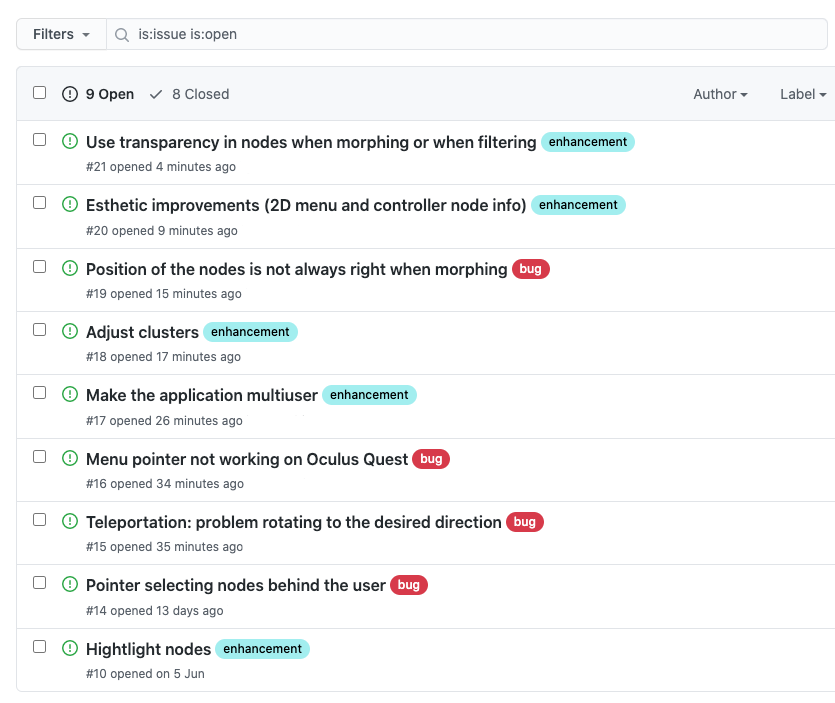 Filters is:issue is:open
9 Open 8 Closed Author Label
Use transparency in nodes when morphing or when filtering enhancement
#21 opened 4 minutes ago
Esthetic improvements (2D menu and controller node info) enhancement
#20 opened 9 minutes ago
Position of the nodes is not always right when morphing bug
#19 opened 15 minutes ago
Adjust clusters enhancement
#18 opened 17 minutes ago
Make the application multiuser enhancement
#17 opened 26 minutes ago
Menu pointer not working on Oculus Quest bug
#16 opened 34 minutes ago
Teleportation: problem rotating to the desired direction bug
#15 opened 35 minutes ago
Pointer selecting nodes behind the user bug
#14 opened 13 days ago
Hightlight nodes enhancement
#10 opened on 5 Jun